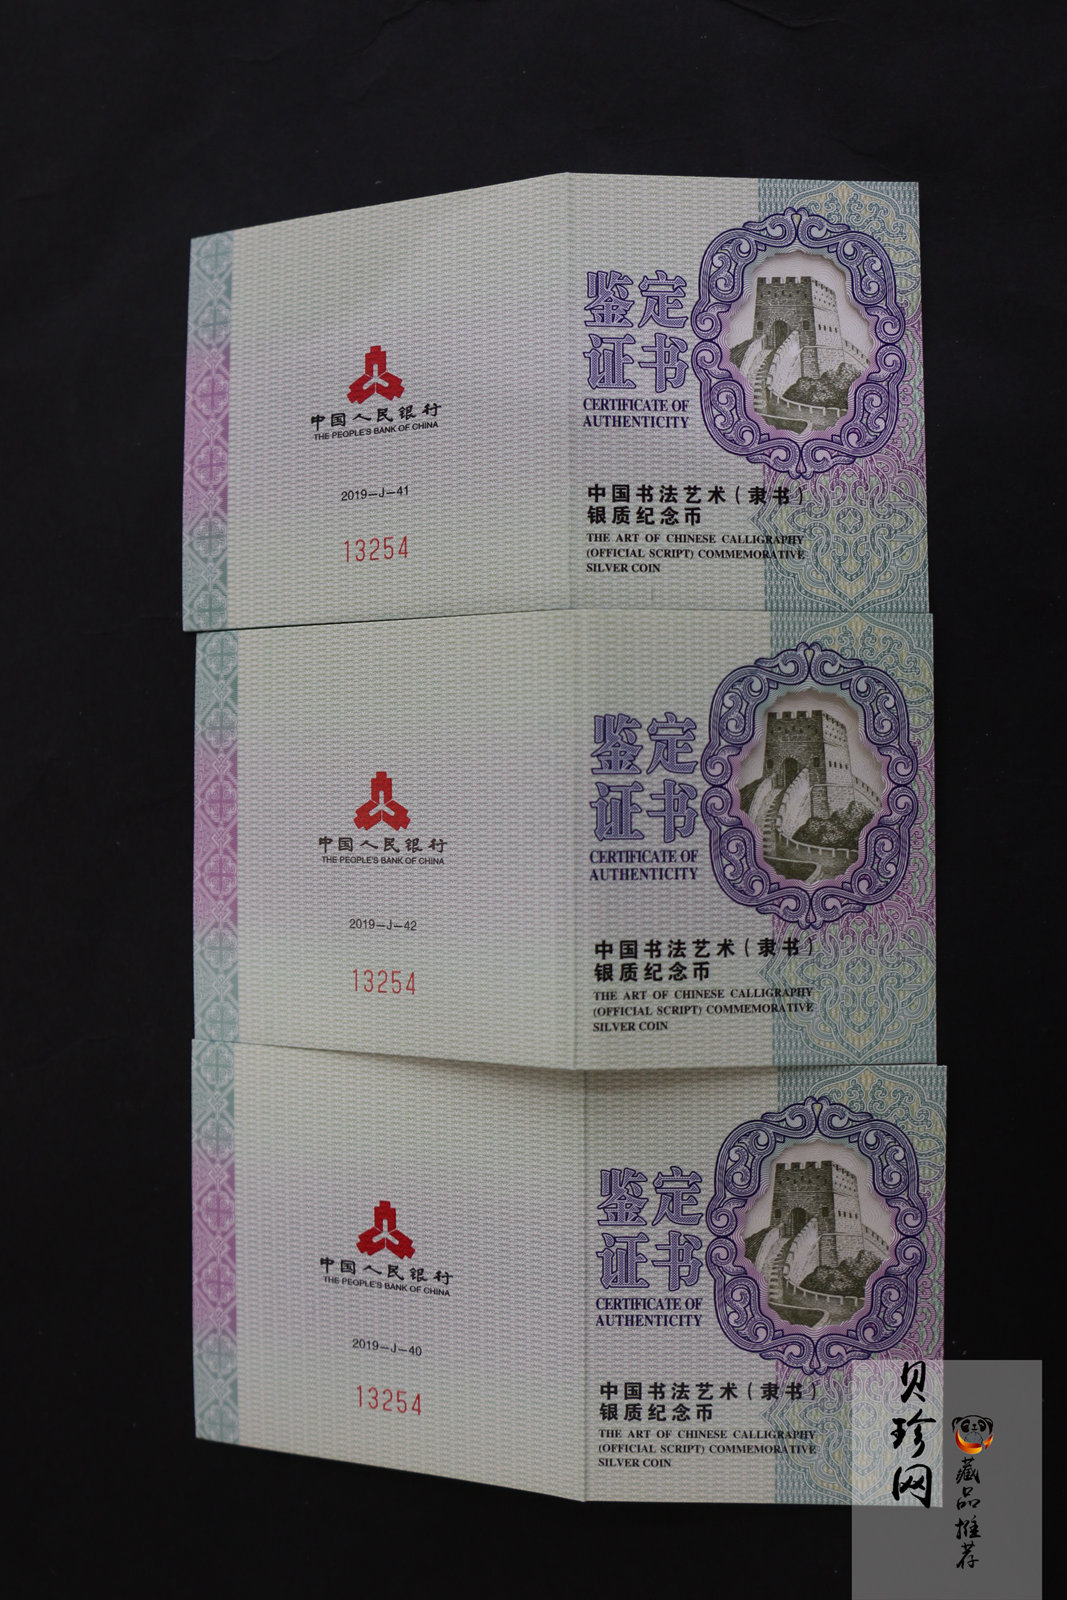 中国人民银行
THE PEOPLE'S BANK OF CHINA
2019-J-41
13254
鉴定
证书
CERTIFICATE OF
AUTHENTICITY
中国书法艺术(隶书)
银质纪念币
THE ART OF CHINESE CALLIGRAPHY
(OFFICIAL SCRIPT) COMMEMORATIVE
SILVER COIN
中国人民银行
THE PEOPLE'S BANK OF CHINA
2019-J-42
13254
鉴定
证书
CERTIFICATE OF
AUTHENTICITY
中国书法艺术(隶书)
银质纪念币
THE ART OF CHINESE CALLIGRAPHY
(OFFICIAL SCRIPT) COMMEMORATIVE
SILVER COIN
中国人民银行
THE PEOPLE'S BANK OF CHINA
2019-J-40
13254
鉴定
证书
CERTIFICATE OF
AUTHENTICITY
中国书法艺术(隶书)
银质纪念币
THE ART OF CHINESE CALLIGRAPHY
(OFFICIAL SCRIPT) COMMEMORATIVE
SILVER COIN
贝珍网
藏品推荐